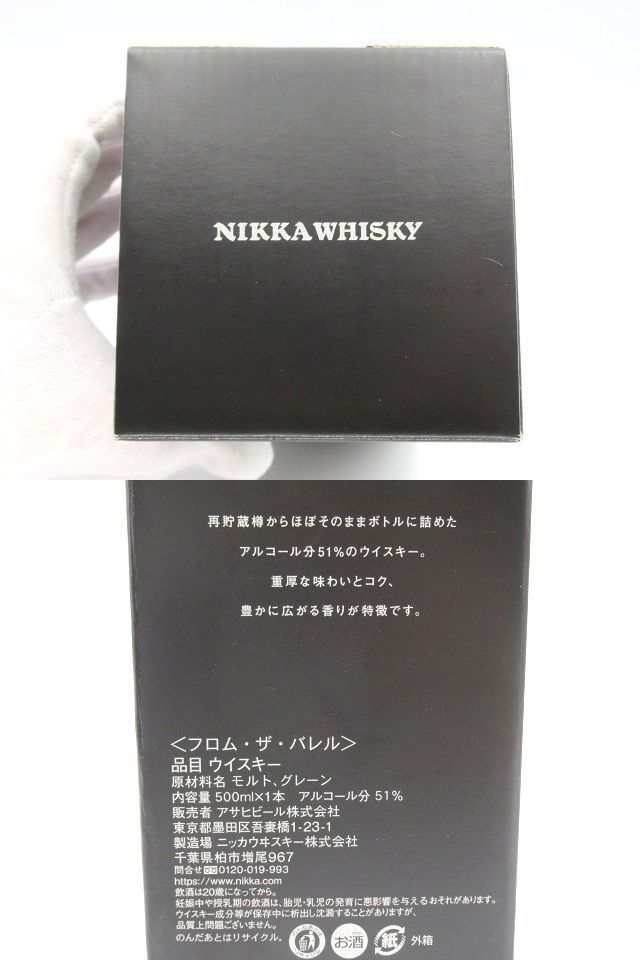 NIKKA WHISKY
再貯蔵樽からほぼそのままボトルに詰めた
アルコール分51%のウイスキー。
重厚な味わいとコク、
豊かに広がる香りが特徴です。
＜フロム・ザ・バレル＞
品目 ウイスキー
原材料名 モルト、グレーン
内容量 500ml×1本 アルコール分 51%
販売者 アサヒビール株式会社
東京都墨田区吾妻橋1-23-1
製造場 ニッカウヰスキー株式会社
千葉県柏市増尾967
問合せ 0120-019-993
https://www.nikka.com
飲酒は20歳になってから。
妊娠中や授乳期の飲酒は、胎児・乳児の発育に悪影響を与えるおそれがあります。
ウイスキー成分等が保存中に析出し沈澱することがありますが、
品質上問題ございません。
のんだあとはリサイクル。
お酒 紙 外箱